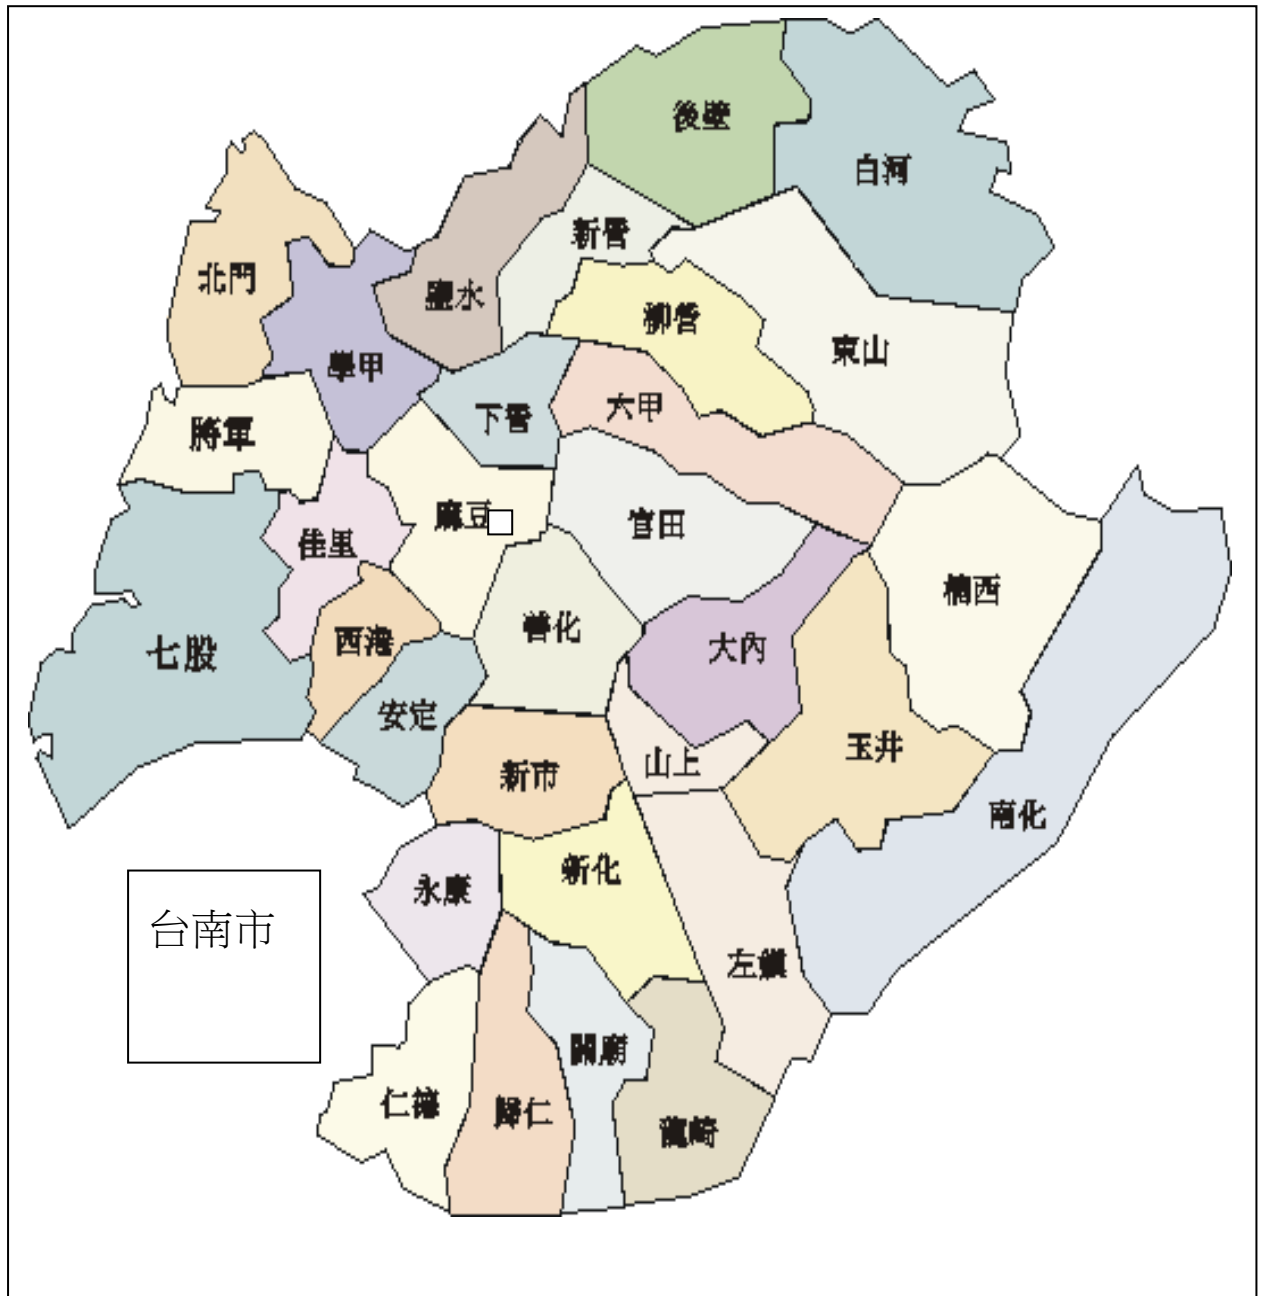 後壁
白河
新營
北門
鹽水
柳營
東山
學甲
六甲
下營
將軍
麻豆
官田
佳里
楠西
善化
西港
大內
七股
安定
玉井
山上
新市
南化
新化
永康
台南市
左鎮
關廟
仁德
歸仁
龍崎